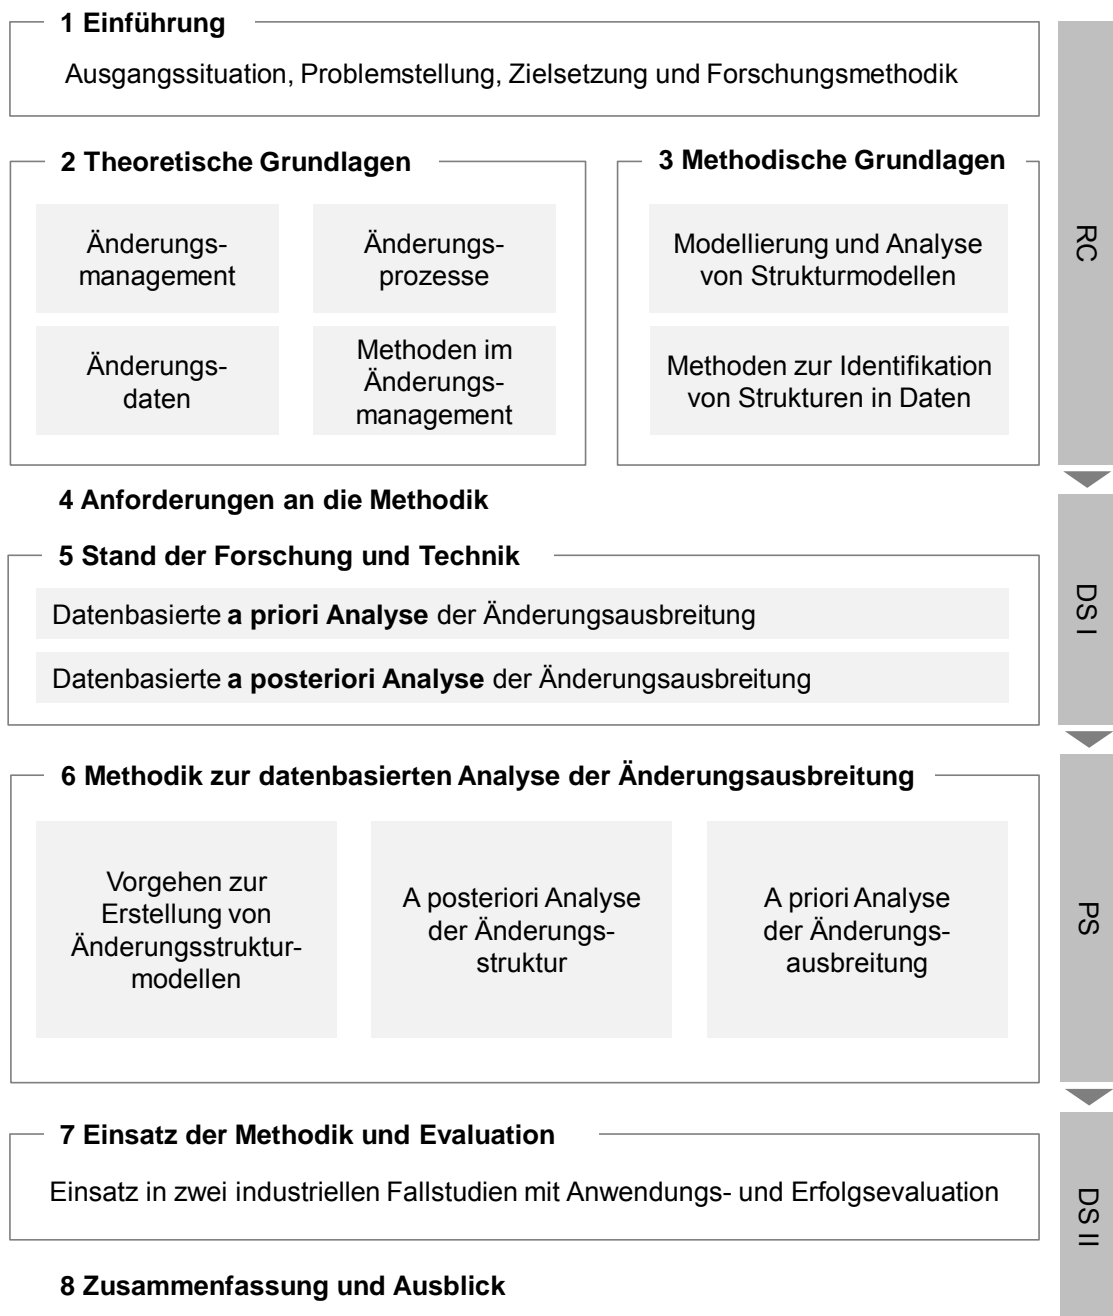 1 Einführung
Ausgangssituation, Problemstellung, Zielsetzung und Forschungsmethodik
2 Theoretische Grundlagen
Änderungs-
management
Änderungs-
prozesse
Änderungs-
daten
Methoden im
Änderungs-
management
3 Methodische Grundlagen
Modellierung und Analyse
von Strukturmodellen
Methoden zur Identifikation
von Strukturen in Daten
RC
4 Anforderungen an die Methodik
5 Stand der Forschung und Technik
Datenbasierte a priori Analyse der Änderungsausbreitung
Datenbasierte a posteriori Analyse der Änderungsausbreitung
DS I
6 Methodik zur datenbasierten Analyse der Änderungsausbreitung
Vorgehen zur
Erstellung von
Änderungsstruktur-
modellen
A posteriori Analyse
der Änderungs-
struktur
A priori Analyse
der Änderungs-
ausbreitung
PS
7 Einsatz der Methodik und Evaluation
Einsatz in zwei industriellen Fallstudien mit Anwendungs- und Erfolgsevaluation
8 Zusammenfassung und Ausblick
DS II